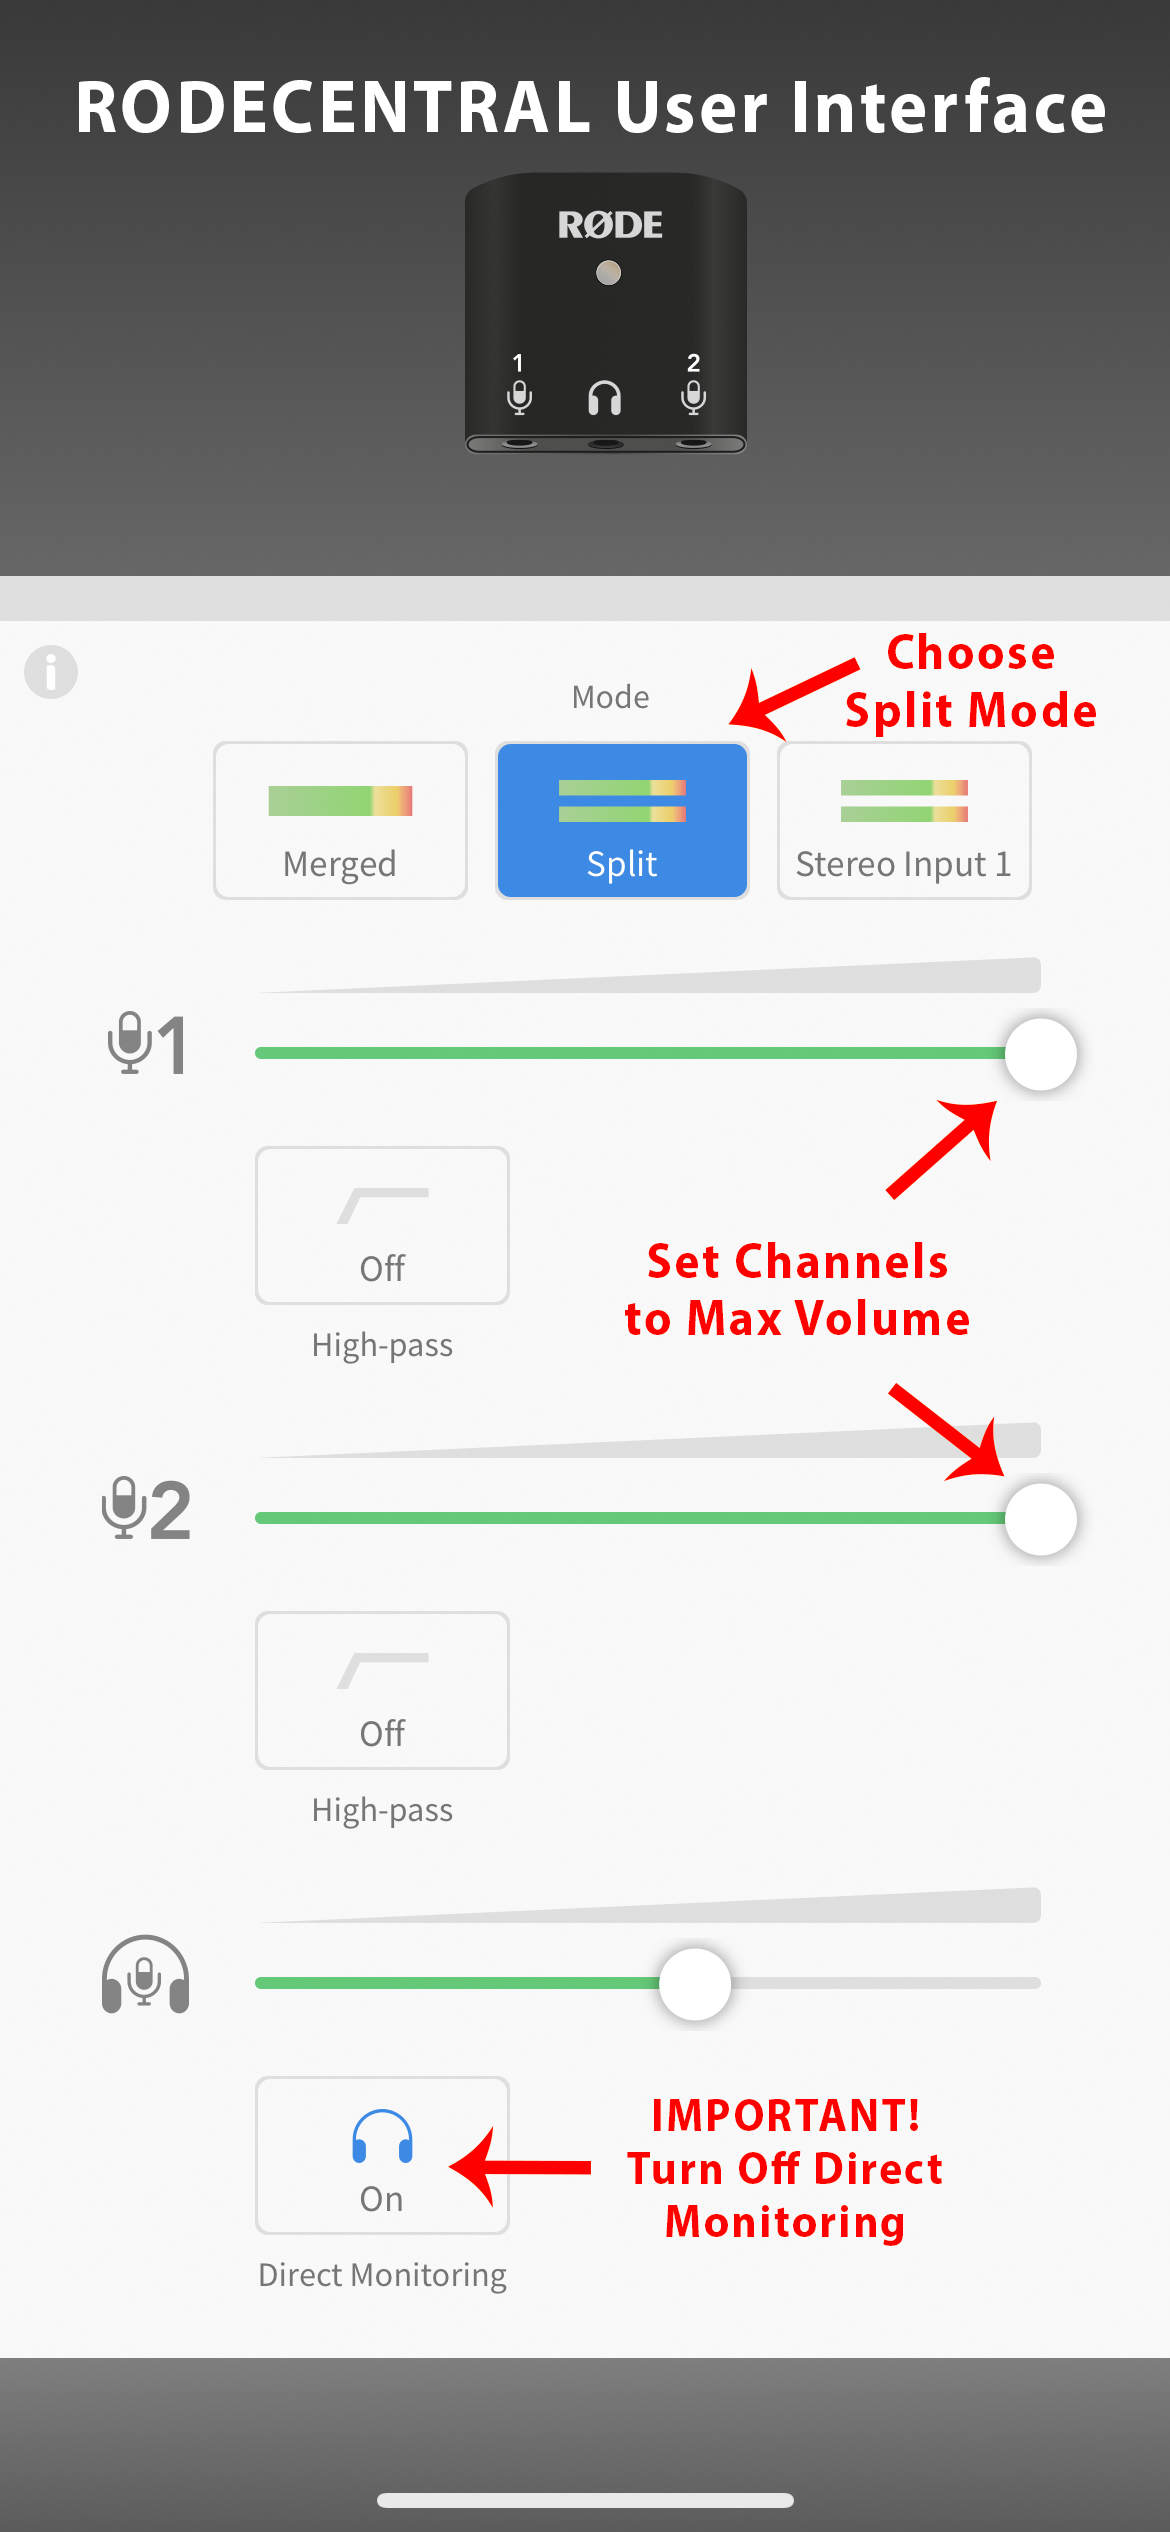 RODECENTRAL User Interface
RØDE
1 2
Choose
Split Mode
Mode
Merged
Split
Stereo Input 1
1
Off
High-pass
Set Channels
to Max Volume
2
Off
High-pass
On
Direct Monitoring
IMPORTANT!
Turn Off Direct
Monitoring